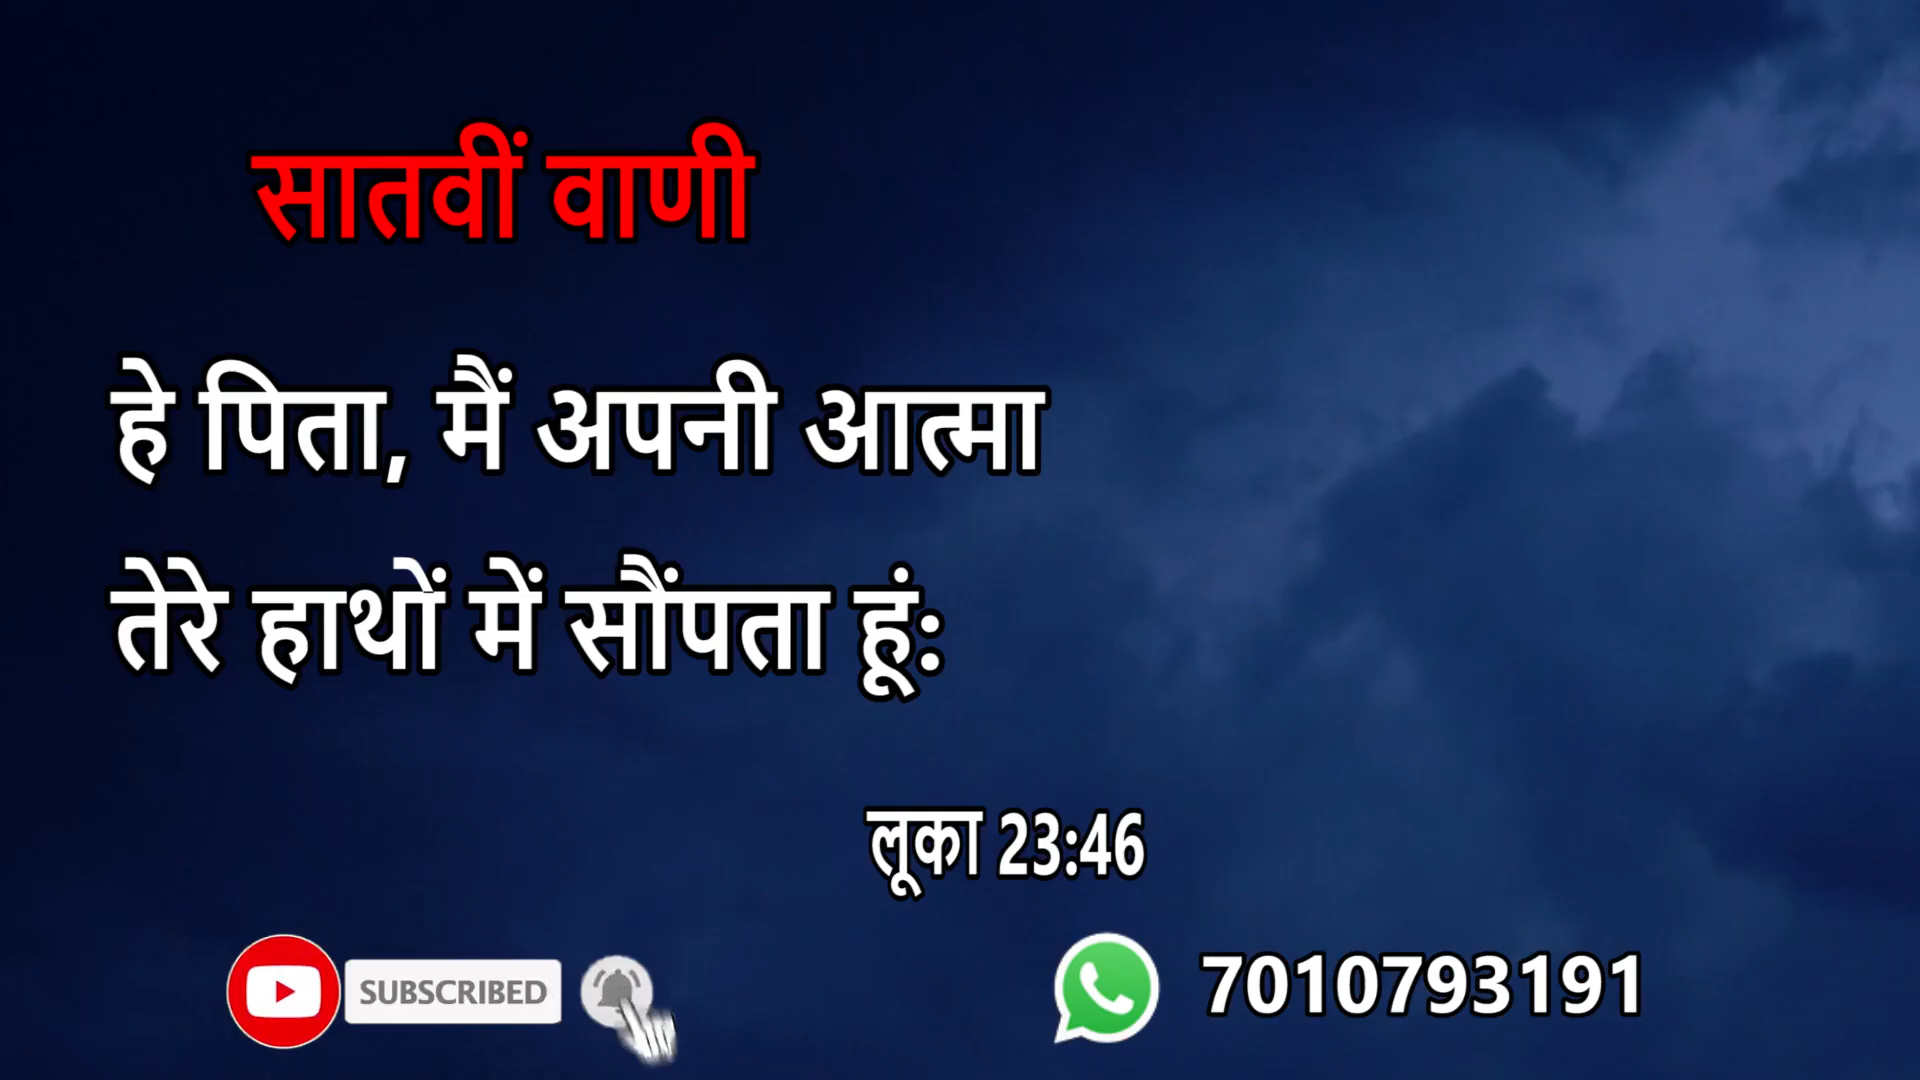 सातवीं वाणी
हे पिता, मैं अपनी आत्मा
तेरे हाथों में सौंपता हूं:
लूका 23:46
SUBSCRIBED
7010793191